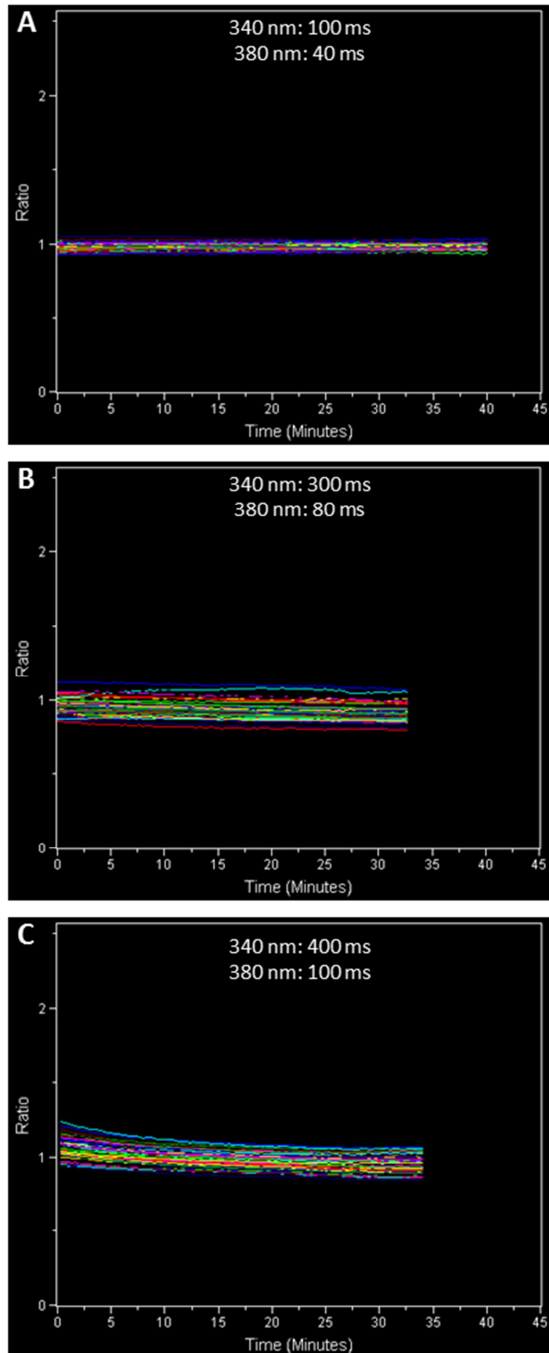 A
340 nm: 100 ms
380 nm: 40 ms
2
Ratio
1
0
0 5 10 15 20 25 30 35 40 45
Time (Minutes)
B
340 nm: 300 ms
380 nm: 80 ms
2
Ratio
1
0
0 5 10 15 20 25 30 35 40 45
Time (Minutes)
C
340 nm: 400 ms
380 nm: 100 ms
2
Ratio
1
0
0 5 10 15 20 25 30 35 40 45
Time (Minutes)